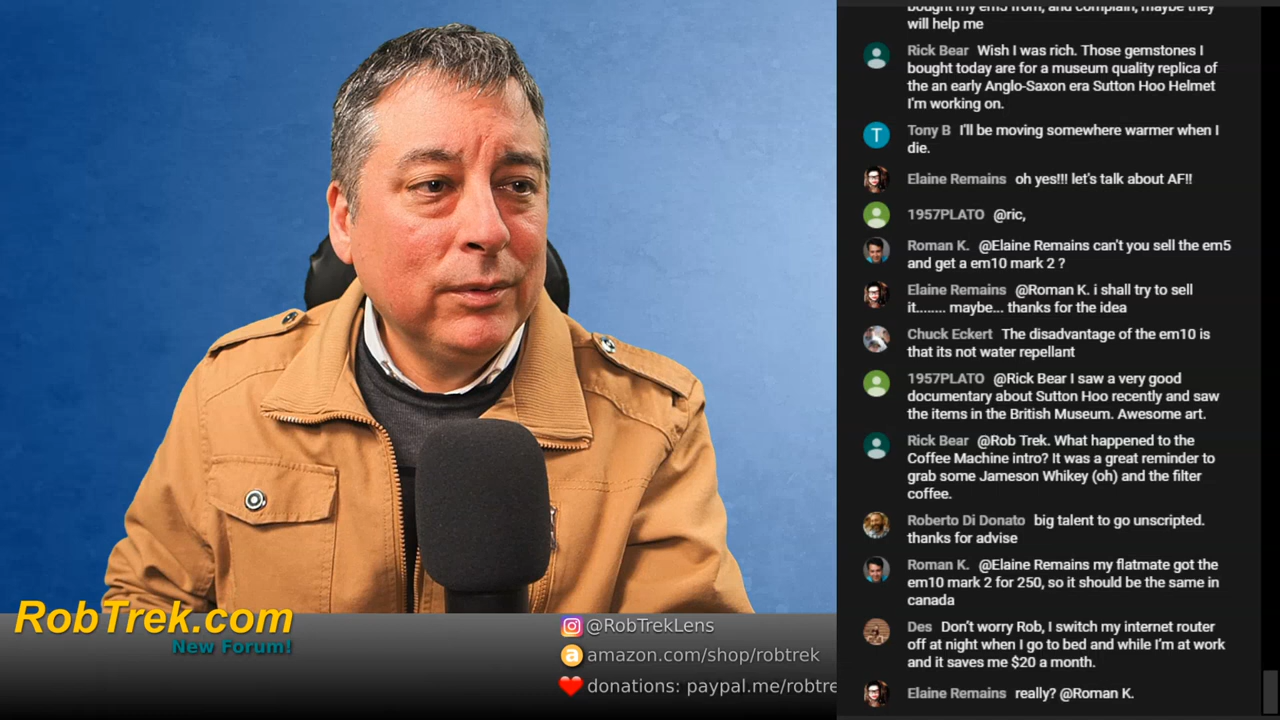 bought my em5 from, and complain, maybe they
will help me
Rick Bear Wish I was rich. Those gemstones I
bought today are for a museum quality replica of
the an early Anglo-Saxon era Sutton Hoo Helmet
I'm working on.
T
Tony B I'll be moving somewhere warmer when I
die.
Elaine Remains oh yes!!! let's talk about AF!!
1957PLATO @ric,
Roman K. @Elaine Remains can't you sell the em5
and get a em10 mark 2 ?
Elaine Remains @Roman K. i shall try to sell
it........ maybe... thanks for the idea
Chuck Eckert The disadvantage of the em10 is
that its not water repellant
1957PLATO @Rick Bear I saw a very good
documentary about Sutton Hoo recently and saw
the items in the British Museum. Awesome art.
Rick Bear @Rob Trek. What happened to the
Coffee Machine intro? It was a great reminder to
grab some Jameson Whikey (oh) and the filter
coffee.
Roberto Di Donato big talent to go unscripted.
thanks for advise
Roman K. @Elaine Remains my flatmate got the
em10 mark 2 for 250, so it should be the same in
canada
Des Don't worry Rob, I switch my internet router
off at night when I go to bed and while I'm at work
and it saves me $20 a month.
Elaine Remains really? @Roman K.
RobTrek.com
New Forum!
@RobTrekLens
a amazon.com/shop/robtrek
donations: paypal.me/robtre